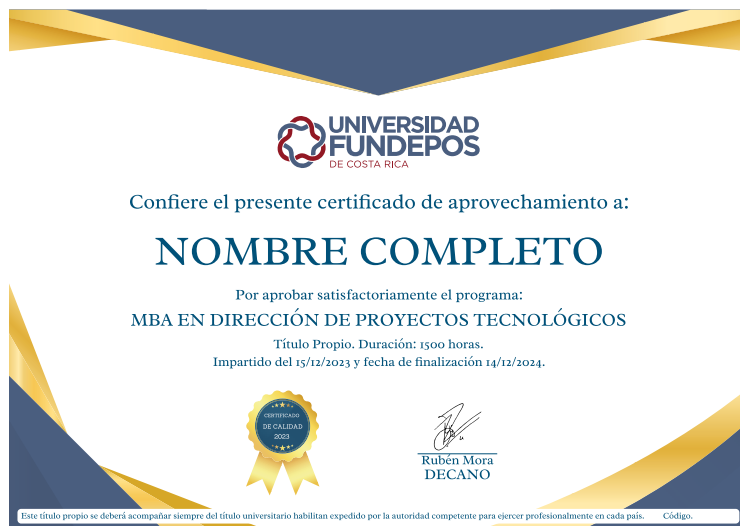 UNIVERSIDAD
FUNDEPOS
DE COSTA RICA
Confiere el presente certificado de aprovechamiento a:
NOMBRE COMPLETO
Por aprobar satisfactoriamente el programa:
MBA EN DIRECCIÓN DE PROYECTOS TECNOLÓGICOS
Título Propio. Duración: 1500 horas.
Impartido del 15/12/2023 y fecha de finalización 14/12/2024.
CERTIFICADO
DE CALIDAD
2023
Rubén Mora
DECANO
Este título propio se deberá acompañar siempre del título universitario habilitan expedido por la autoridad competente para ejercer profesionalmente en cada país. Código.